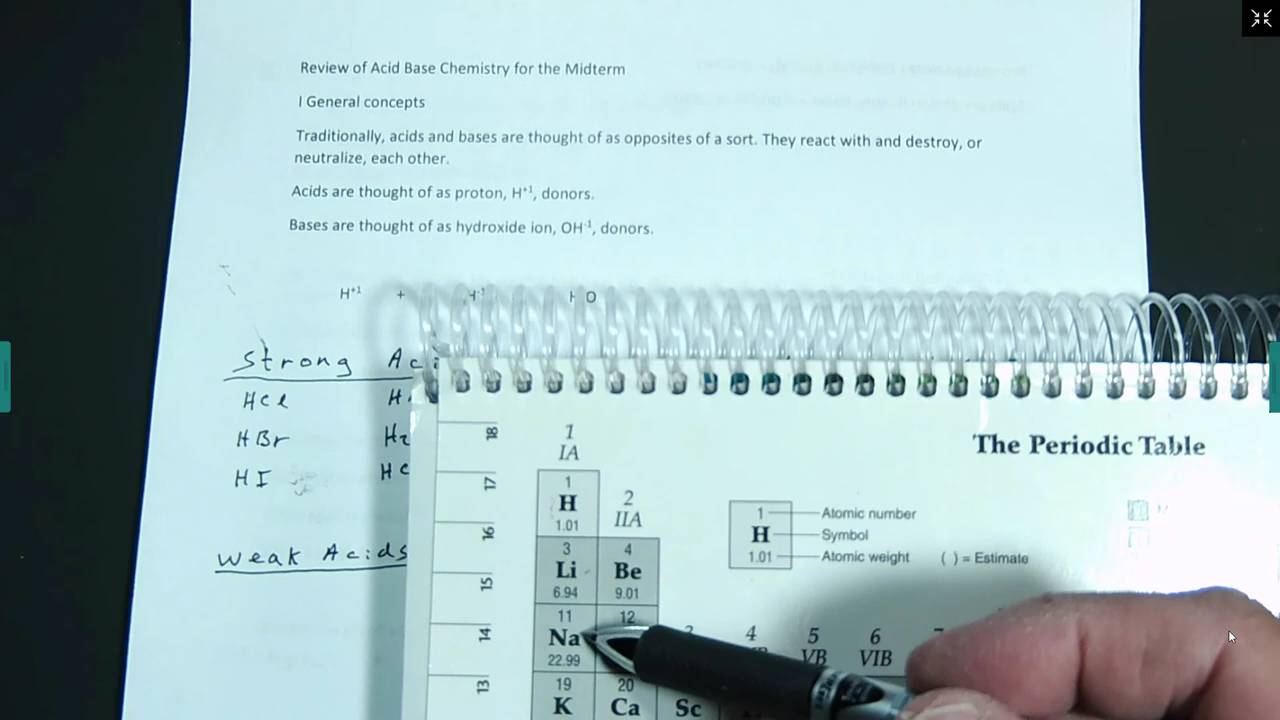 Review of Acid Base Chemistry for the Midterm
I General concepts
Traditionally, acids and bases are thought of as opposites of a sort. They react with and destroy, or
neutralize, each other.
Acids are thought of as proton, H⁺¹, donors.
Bases are thought of as hydroxide ion, OH⁻¹, donors.
H⁺¹ +
Strong Aci
HCl
HBr
HI
Weak Acids
The Periodic Table
18
17
16
15
14
13
1
IA
1
H
1.01
2
IIA
3
Li
6.94
4
Be
9.01
11
Na
22.99
12
19
K
20
Ca
Sc
1 Atomic number
H Symbol
1.01 Atomic weight ( ) = Estimate
4
5
VB
6
VIB